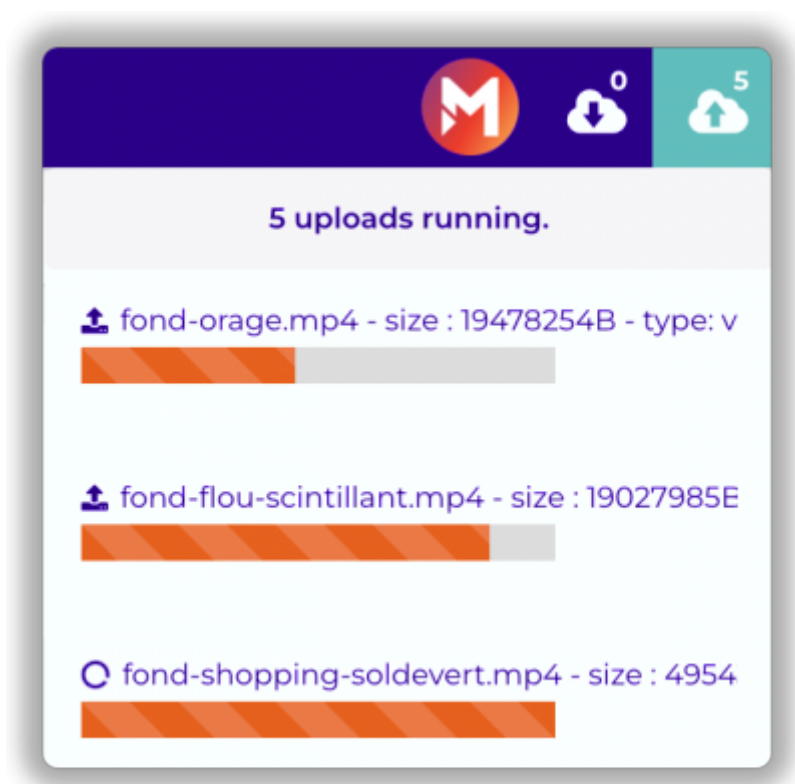 M 0 5
5 uploads running.
fond-orage.mp4 - size : 19478254B - type: v
fond-flou-scintillant.mp4 - size : 19027985B
fond-shopping-soldevert.mp4 - size : 4954